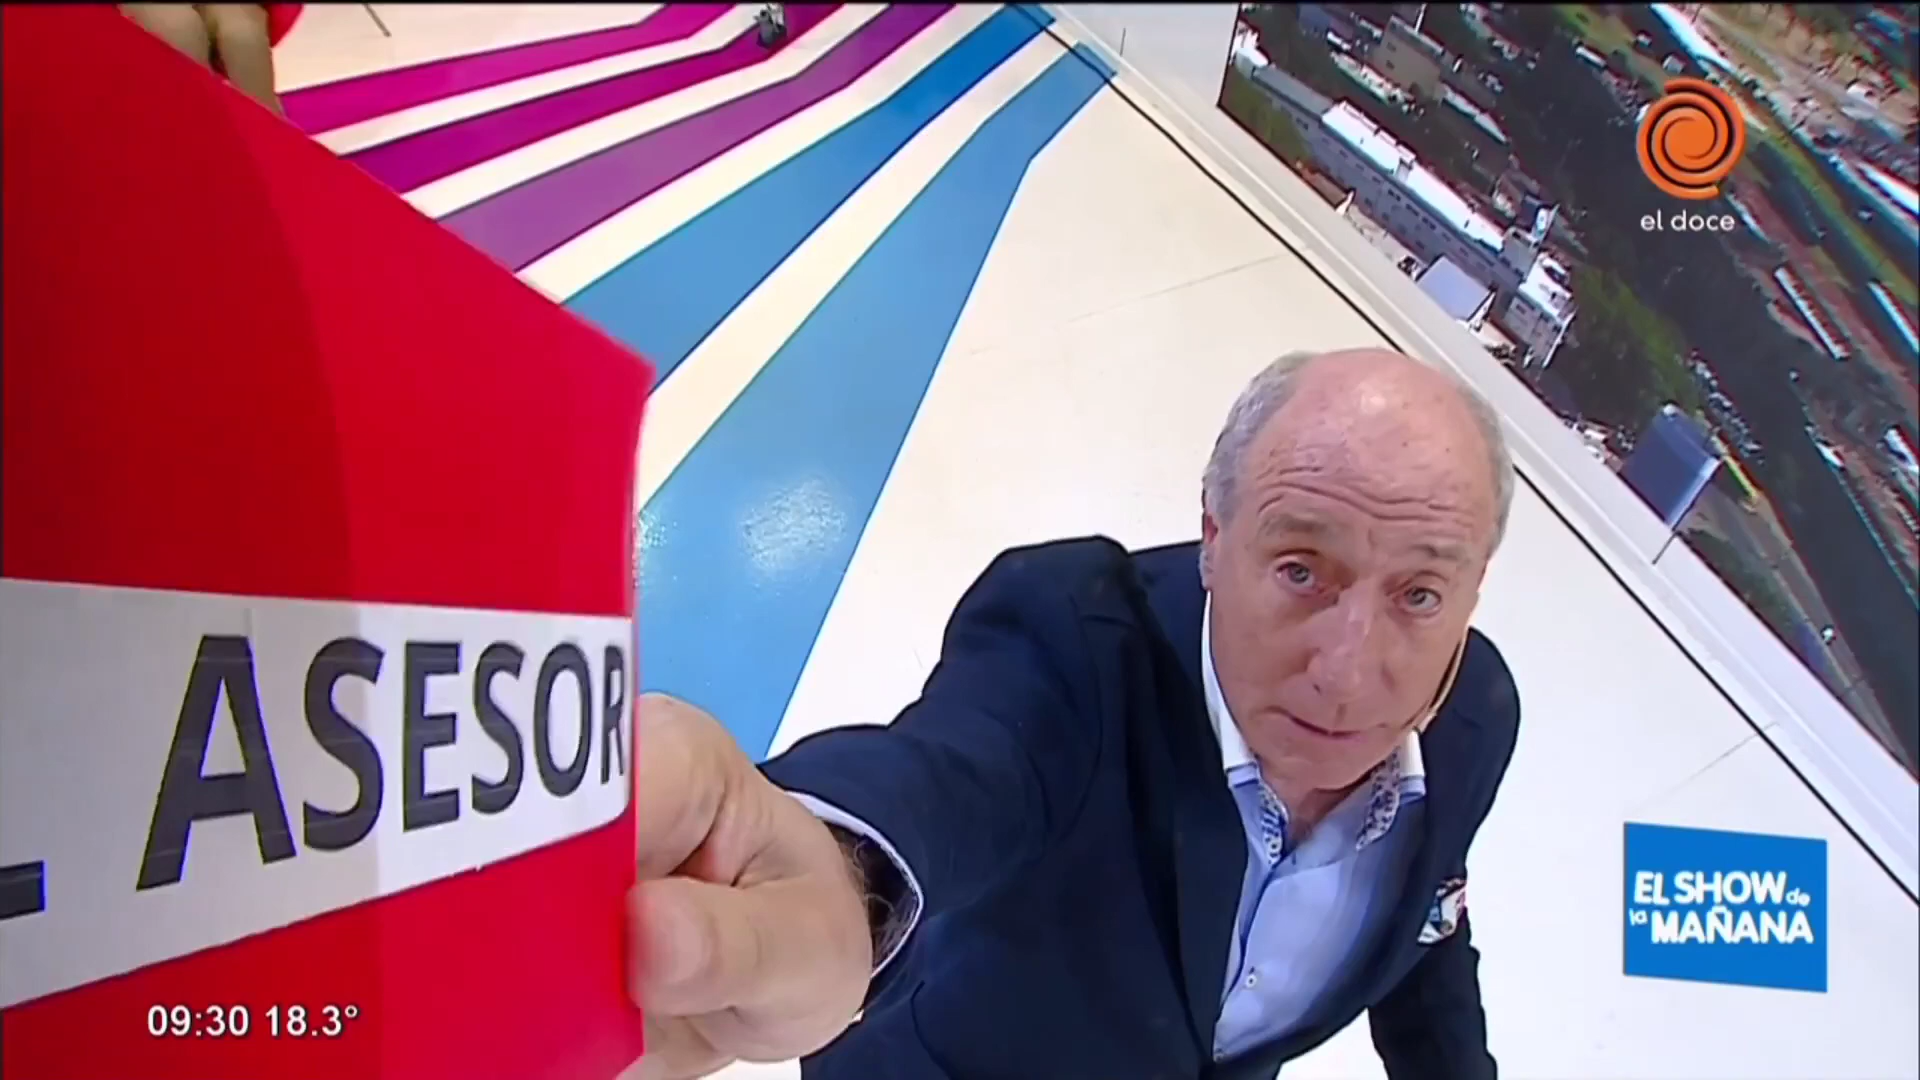 el doce
ASESOR
EL SHOW de
la MAÑANA
09:30 18.3°